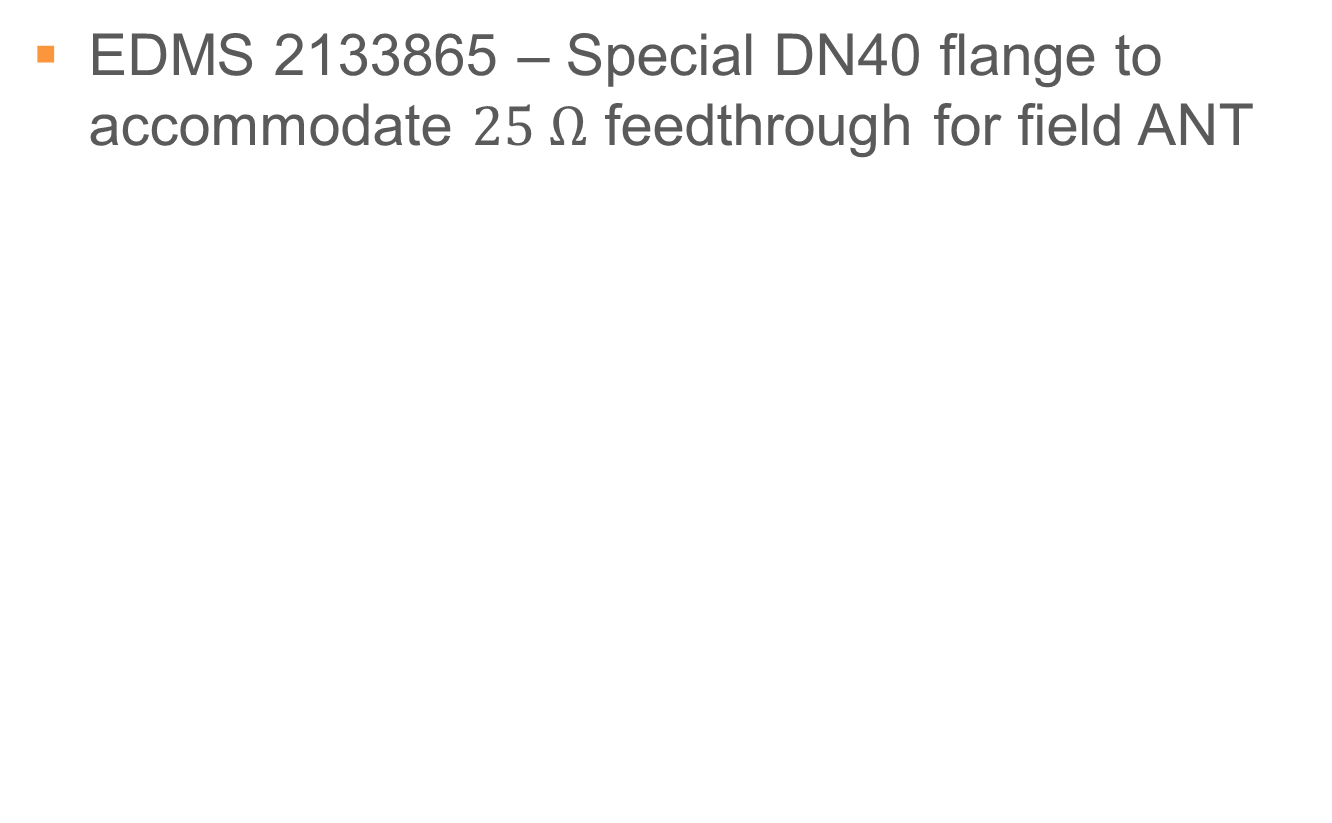 ▪ EDMS 2133865 – Special DN40 flange to
accommodate 25 Ω feedthrough for field ANT